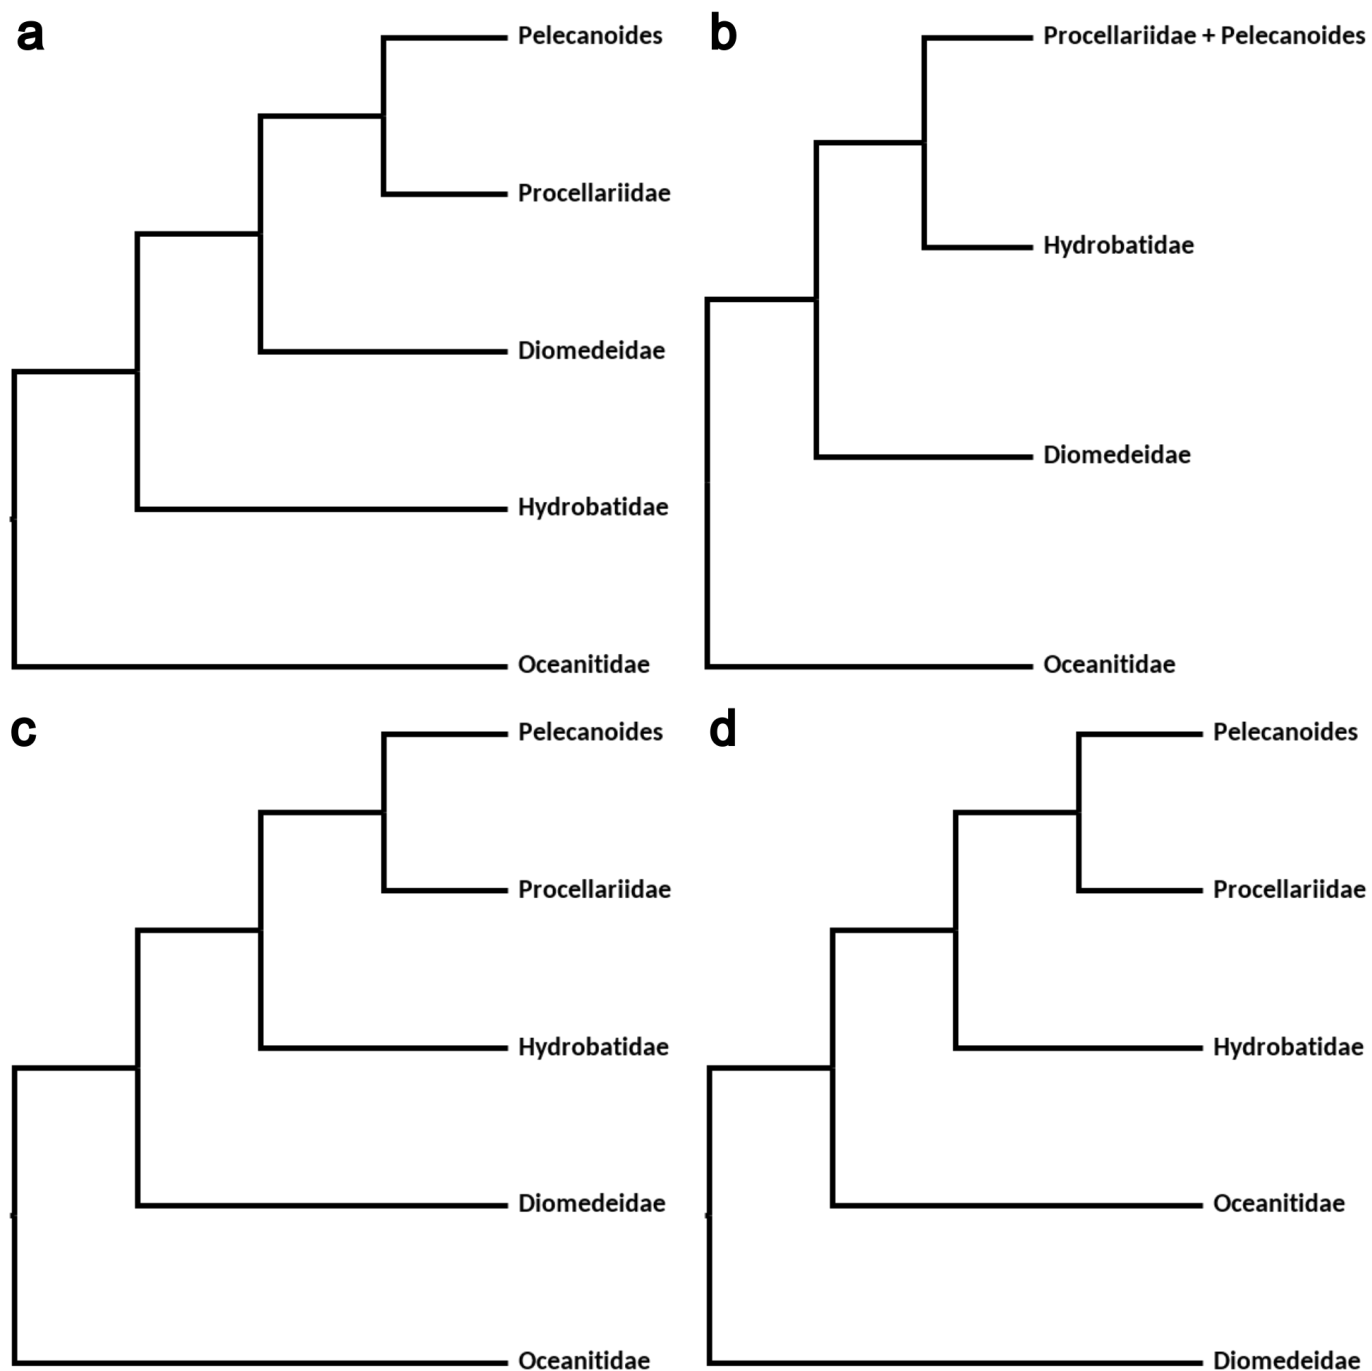 a
Pelecanoides
Procellariidae
Diomedeidae
Hydrobatidae
Oceanitidae
b
Procellariidae + Pelecanoides
Hydrobatidae
Diomedeidae
Oceanitidae
c
Pelecanoides
Procellariidae
Hydrobatidae
Diomedeidae
Oceanitidae
d
Pelecanoides
Procellariidae
Hydrobatidae
Oceanitidae
Diomedeidae